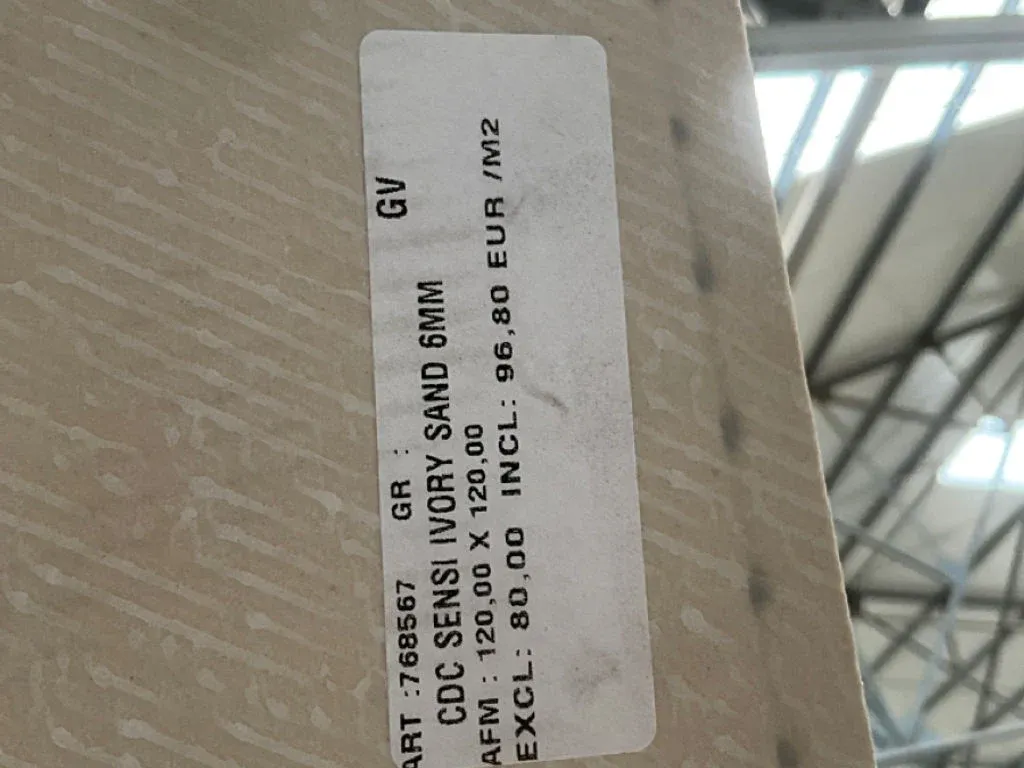 ART :768567 GR : GV
CDC SENSI IVORY SAND 6MM
AFM : 120,00 X 120,00
EXCL: 80,00 INCL: 96,80 EUR /M2